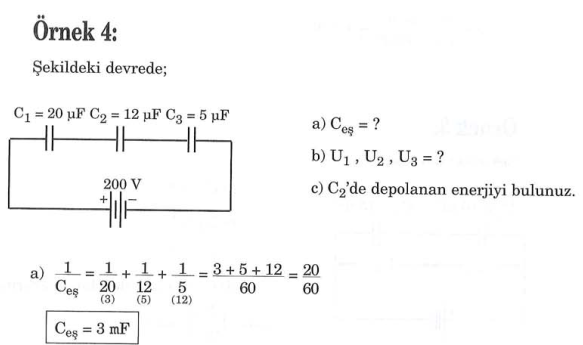 Örnek 4:
Şekildeki devrede;
C₁ = 20 µF C₂ = 12 µF C₃ = 5 µF
200 V
+ −
a) Cₑş = ?
b) U₁ , U₂ , U₃ = ?
c) C₂'de depolanan enerjiyi bulunuz.
a) 1/Cₑş = 1/20 + 1/12 + 1/5 = 3 + 5 + 12/60 = 20/60
(3) (5) (12)
Cₑş = 3 mF